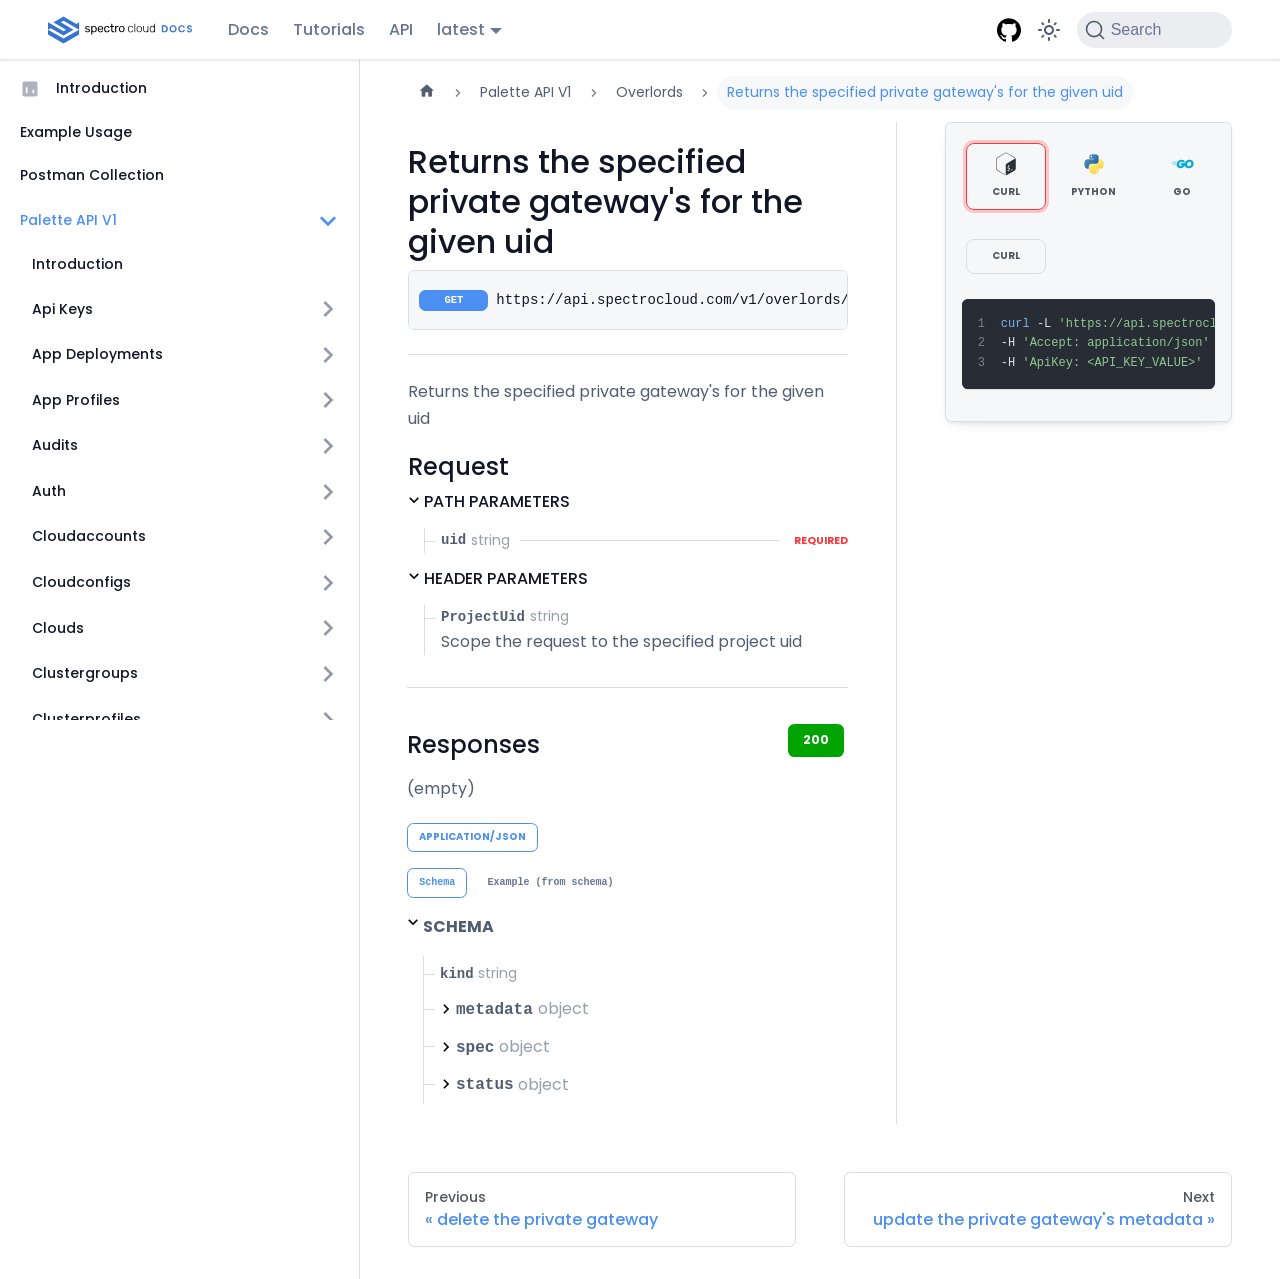 spectro cloud DOCS Docs Tutorials API latest Search
Introduction
Example Usage
Postman Collection
Palette API V1
Introduction
Api Keys
App Deployments
App Profiles
Audits
Auth
Cloudaccounts
Cloudconfigs
Clouds
Clustergroups
Clusterprofiles
Palette API V1 Overlords Returns the specified private gateway's for the given uid
Returns the specified
private gateway's for the
given uid
GET https://api.spectrocloud.com/v1/overlords/
Returns the specified private gateway's for the given
uid
Request
PATH PARAMETERS
uid string REQUIRED
HEADER PARAMETERS
ProjectUid string
Scope the request to the specified project uid
Responses 200
(empty)
APPLICATION/JSON
Schema Example (from schema)
SCHEMA
kind string
metadata object
spec object
status object
CURL PYTHON GO
CURL
1 curl -L 'https://api.spectrocl
2 -H 'Accept: application/json'
3 -H 'ApiKey: <API_KEY_VALUE>'
Previous
« delete the private gateway
Next
update the private gateway's metadata »